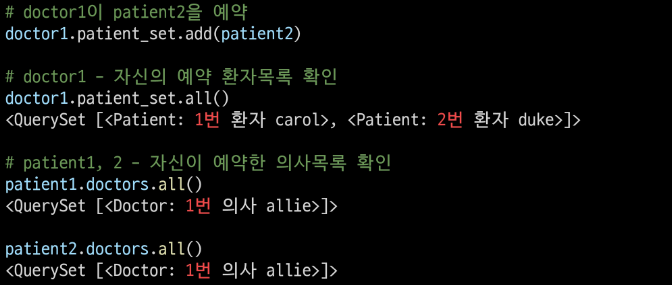 # doctor1이 patient2을 예약
doctor1.patient_set.add(patient2)
# doctor1 - 자신의 예약 환자목록 확인
doctor1.patient_set.all()
<QuerySet [<Patient: 1번 환자 carol>, <Patient: 2번 환자 duke>]>
# patient1, 2 - 자신이 예약한 의사목록 확인
patient1.doctors.all()
<QuerySet [<Doctor: 1번 의사 allie>]>
patient2.doctors.all()
<QuerySet [<Doctor: 1번 의사 allie>]>